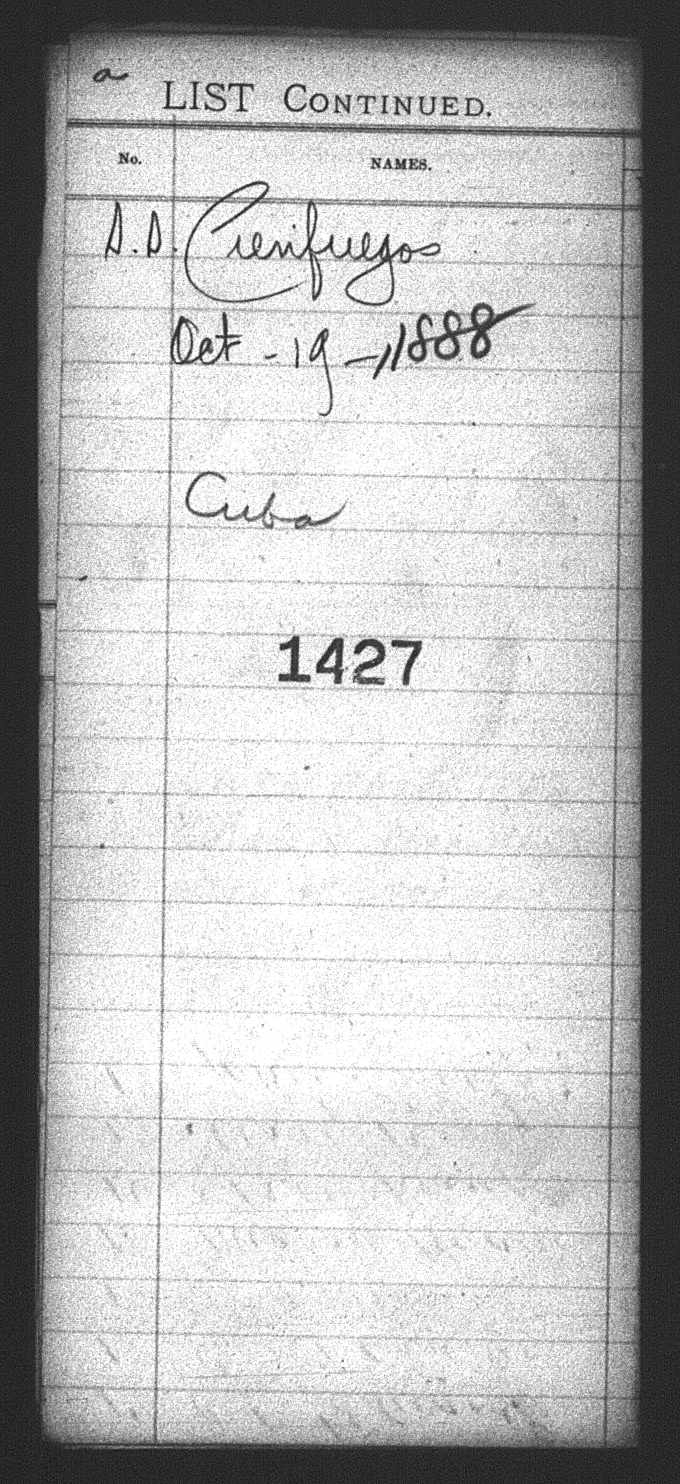 a
LIST CONTINUED.
No. NAMES.
S.S. Cienfuegos
Oct - 19 - 1888
Cuba
1427